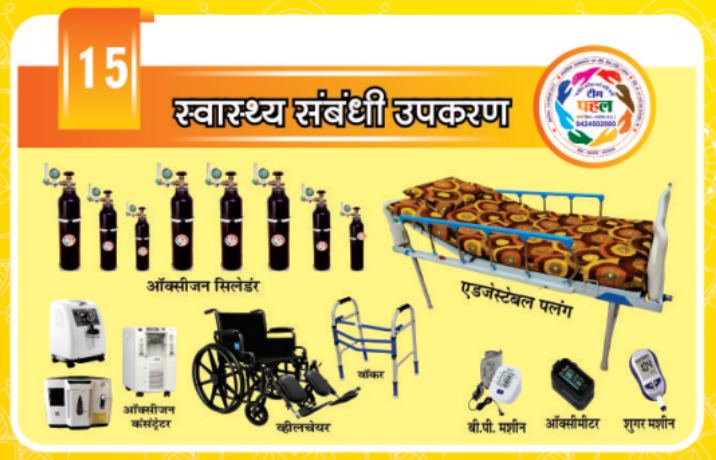 15
स्वास्थ्य संबंधी उपकरण
टीम
पहल
9424502080
ऑक्सीजन सिलेडंर
एडजेस्टेबल पलंग
ऑक्सीजन
कंसंट्रेटर
व्हीलचेयर
वॉकर
बी.पी. मशीन
ऑक्सीमीटर
शुगर मशीन
104